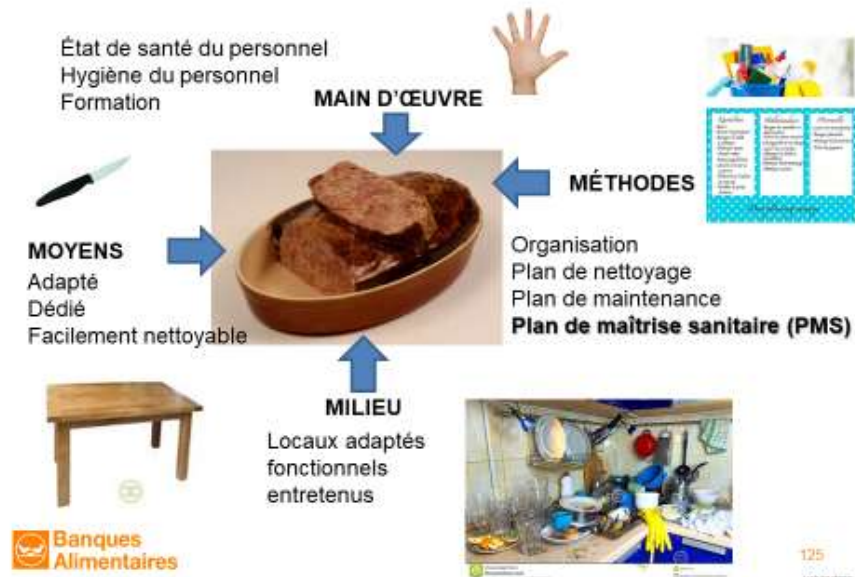 État de santé du personnel
Hygiène du personnel
Formation
MAIN D'ŒUVRE
MÉTHODES
Organisation
Plan de nettoyage
Plan de maintenance
Plan de maîtrise sanitaire (PMS)
MOYENS
Adapté
Dédié
Facilement nettoyable
MILIEU
Locaux adaptés
fonctionnels
entretenus
Banques
Alimentaires
125